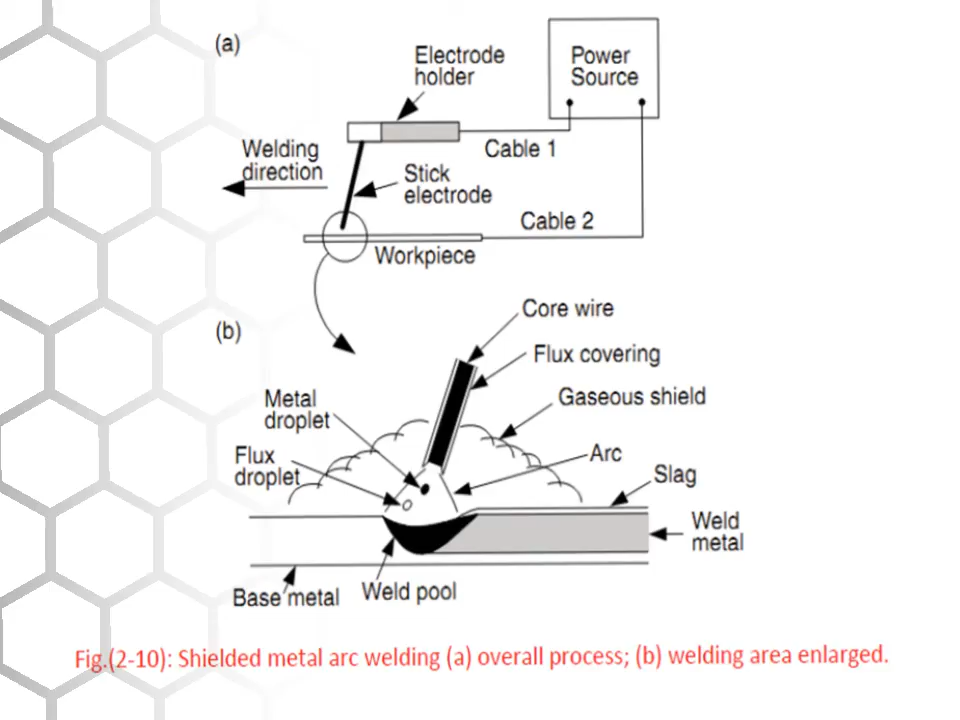 (a)
Electrode
holder
Power
Source
Welding
direction
Cable 1
Stick
electrode
Cable 2
Workpiece
(b)
Core wire
Flux covering
Metal
droplet
Gaseous shield
Flux
droplet
Arc
Slag
Weld
metal
Base metal
Weld pool
Fig.(2-10): Shielded metal arc welding (a) overall process; (b) welding area enlarged.